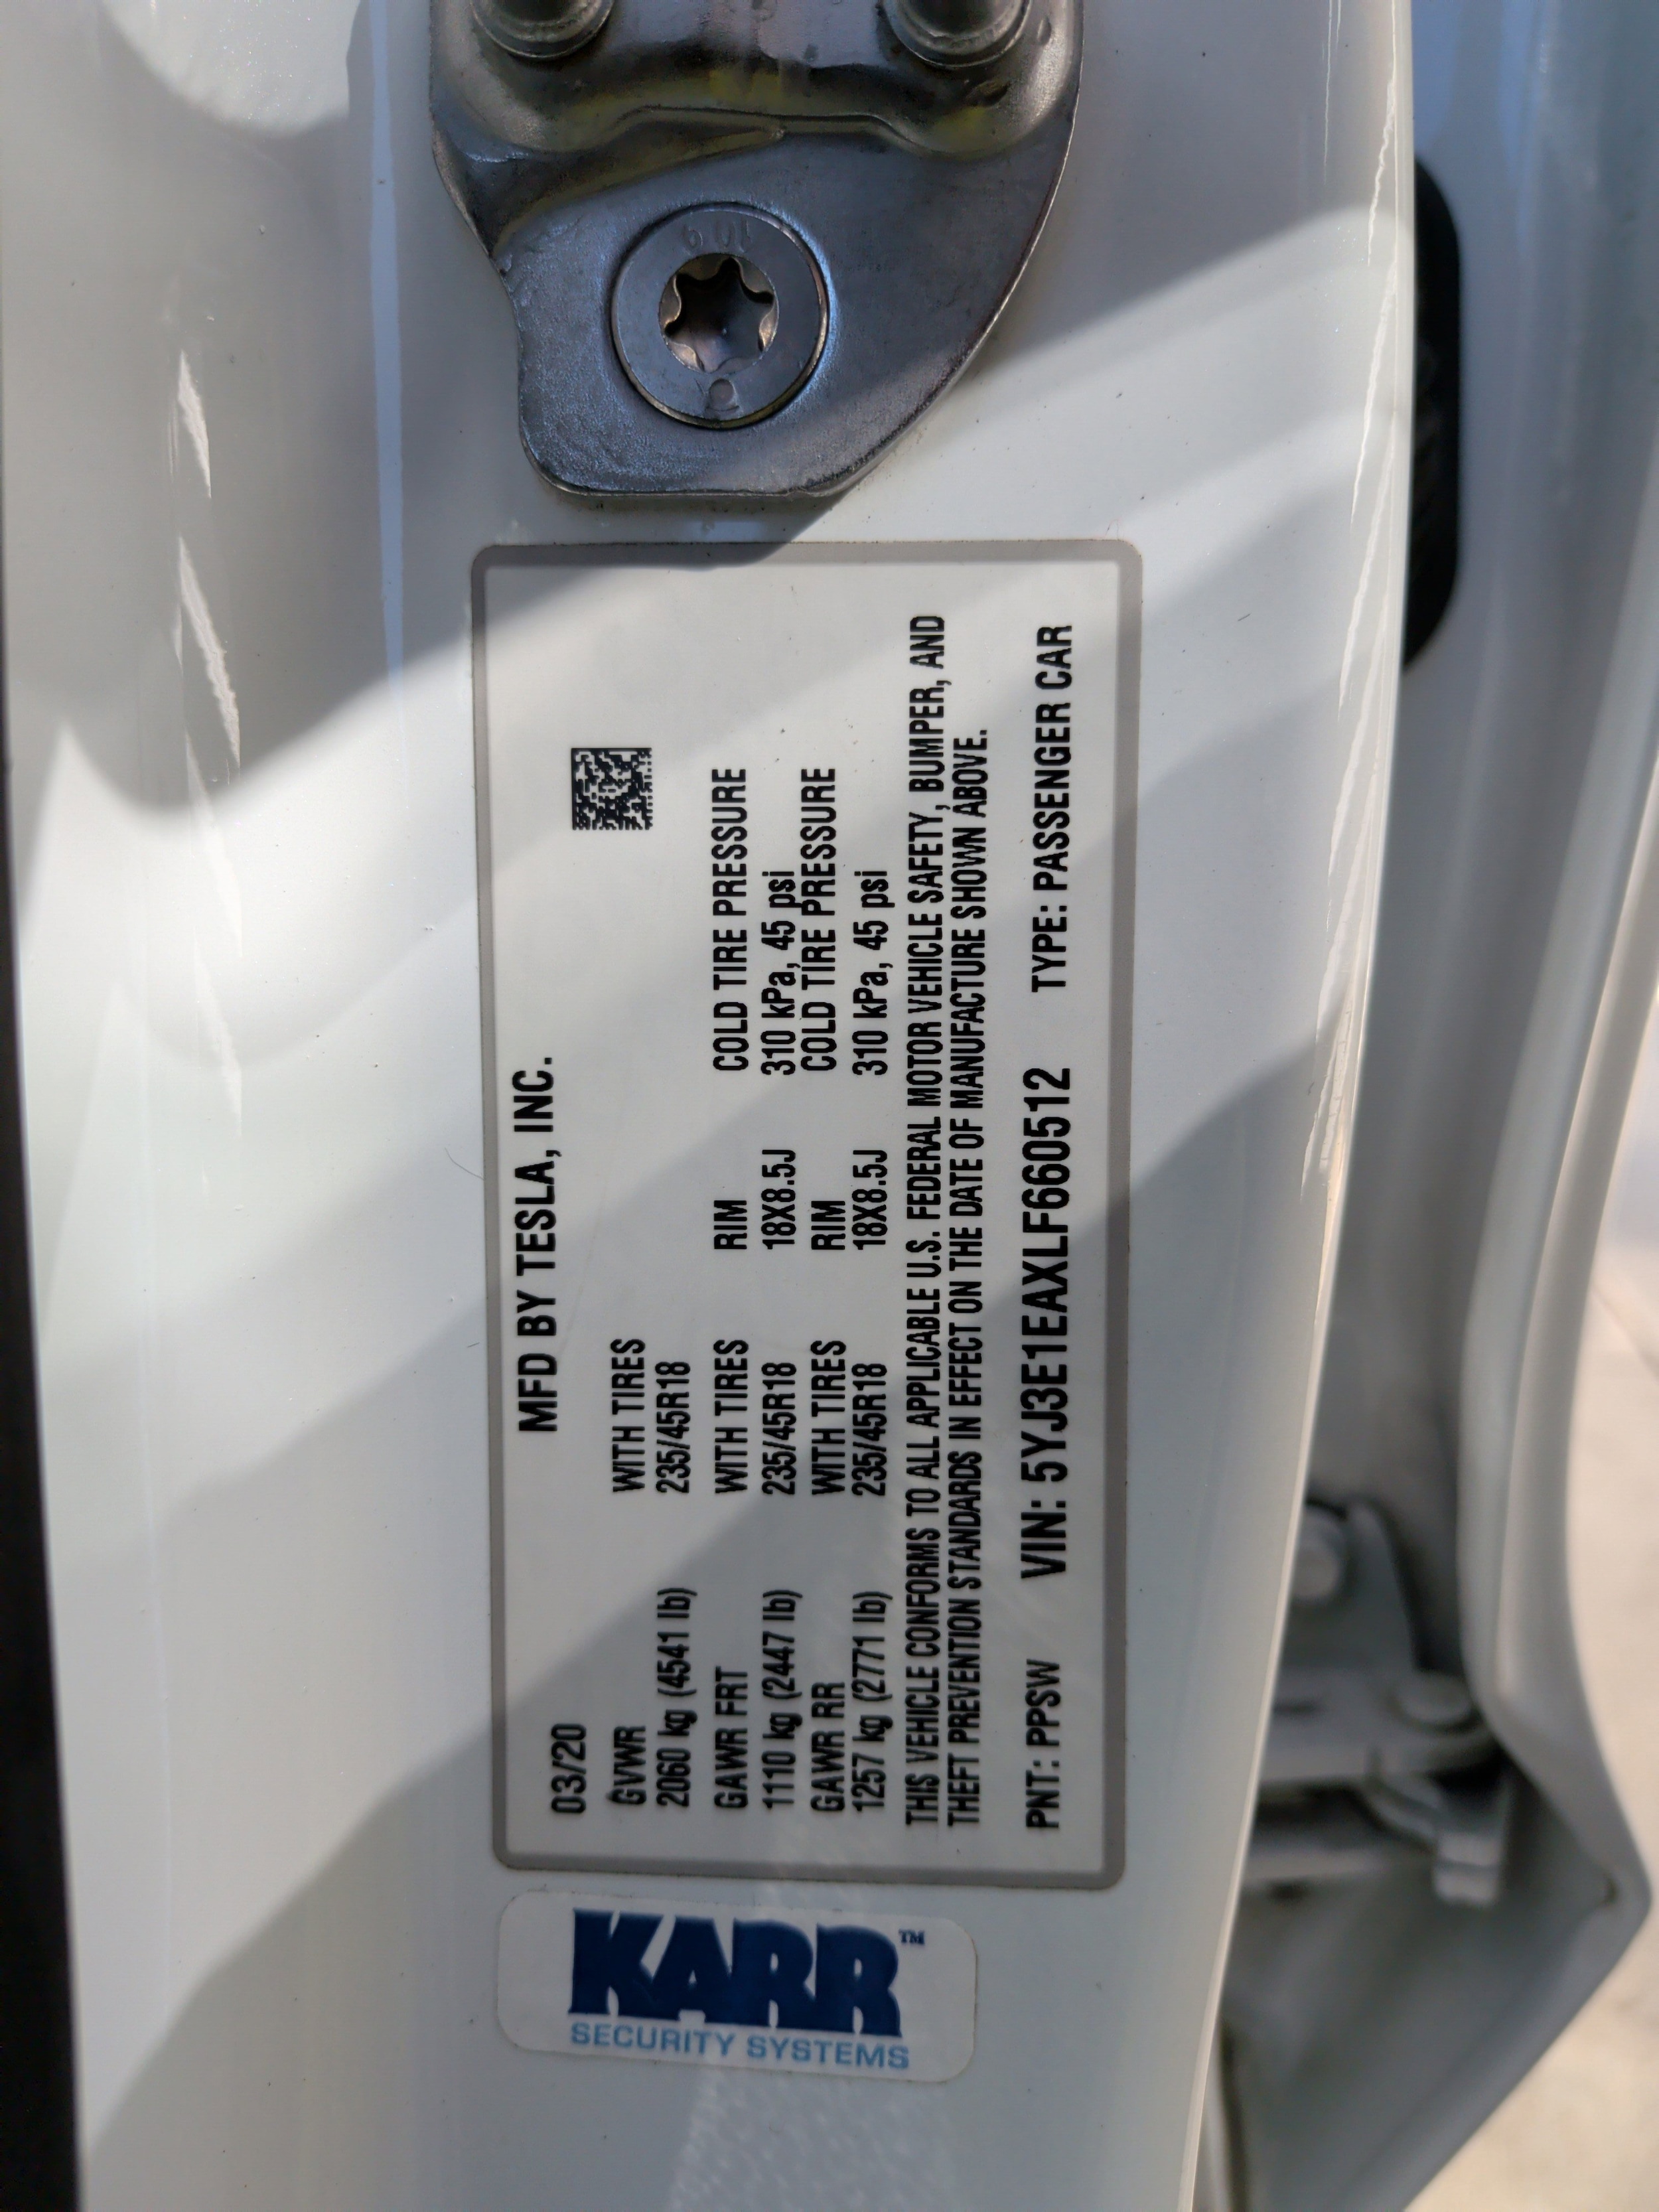 10.9
MFD BY TESLA, INC.
03/20
GVWR WITH TIRES
2060 kg (4541 lb) 235/45R18
GAWR FRT WITH TIRES RIM COLD TIRE PRESSURE
1110 kg (2447 lb) 235/45R18 18X8.5J 310 kPa, 45 psi
GAWR RR WITH TIRES RIM COLD TIRE PRESSURE
1257 kg (2771 lb) 235/45R18 18X8.5J 310 kPa, 45 psi
THIS VEHICLE CONFORMS TO ALL APPLICABLE U.S. FEDERAL MOTOR VEHICLE SAFETY, BUMPER, AND
THEFT PREVENTION STANDARDS IN EFFECT ON THE DATE OF MANUFACTURE SHOWN ABOVE.
PNT: PPSW VIN: 5YJ3E1EAXLF660512 TYPE: PASSENGER CAR
KARR™
SECURITY SYSTEMS